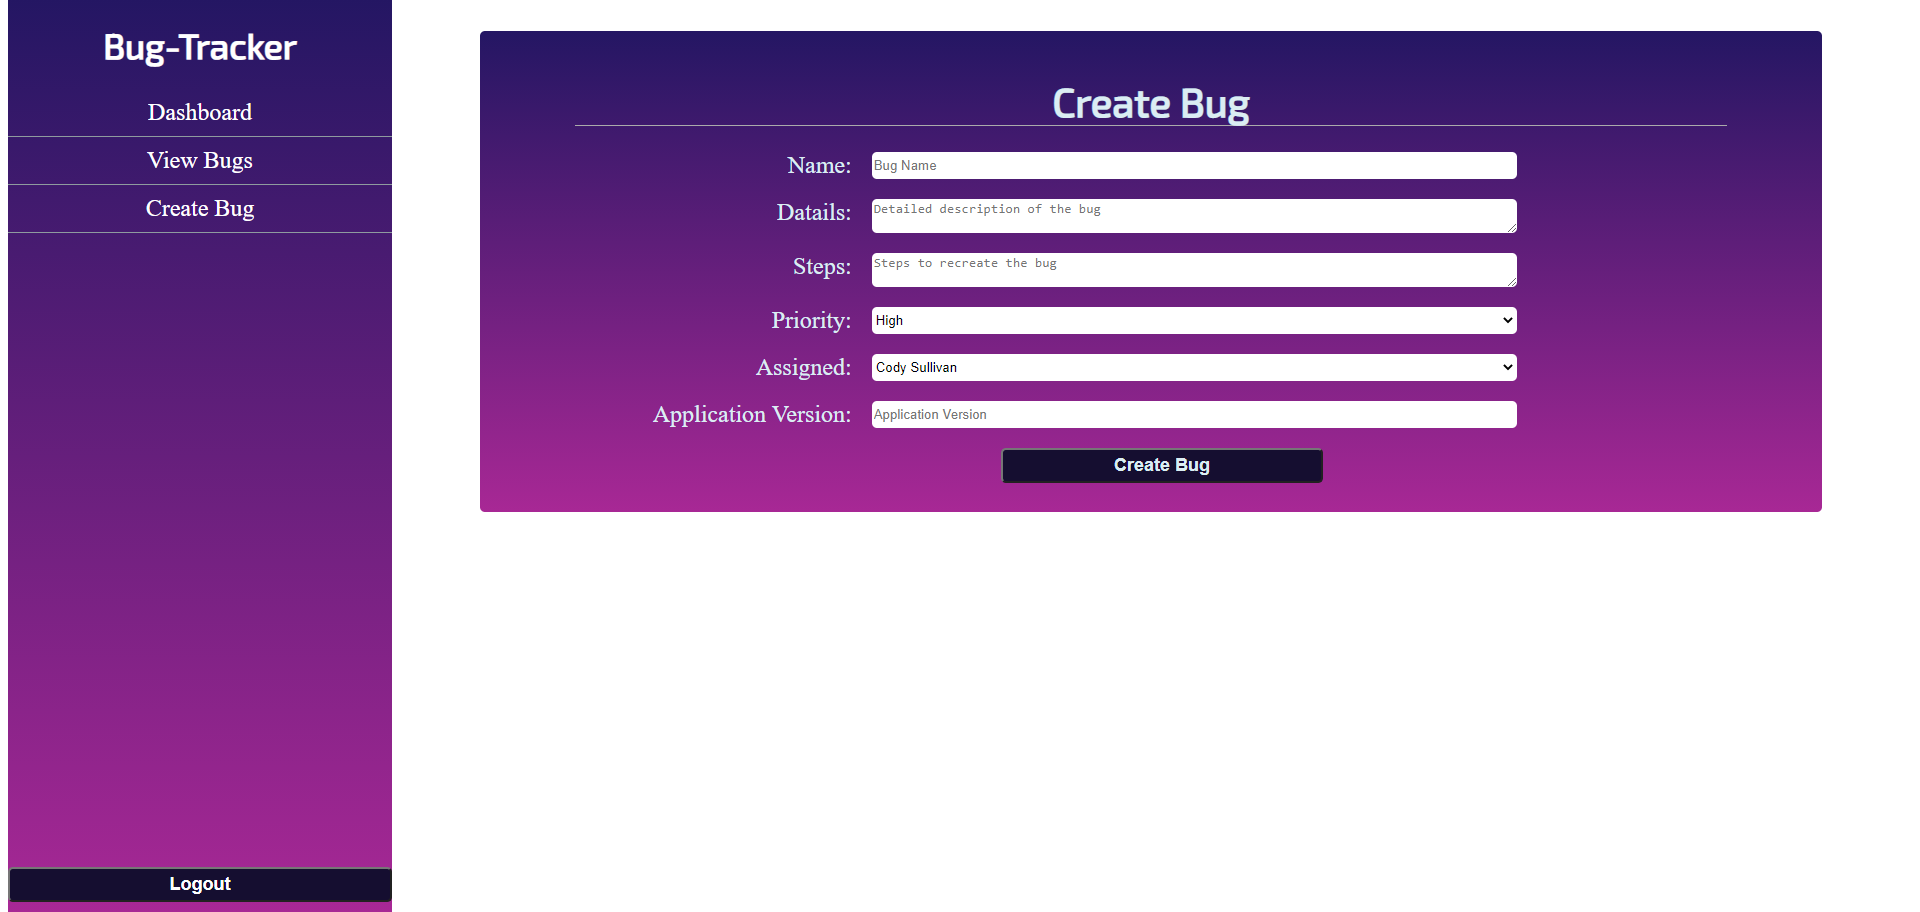 Bug-Tracker
Dashboard
View Bugs
Create Bug
Logout
Create Bug
Name: Bug Name
Datails: Detailed description of the bug
Steps: Steps to recreate the bug
Priority: High
Assigned: Cody Sullivan
Application Version: Application Version
Create Bug